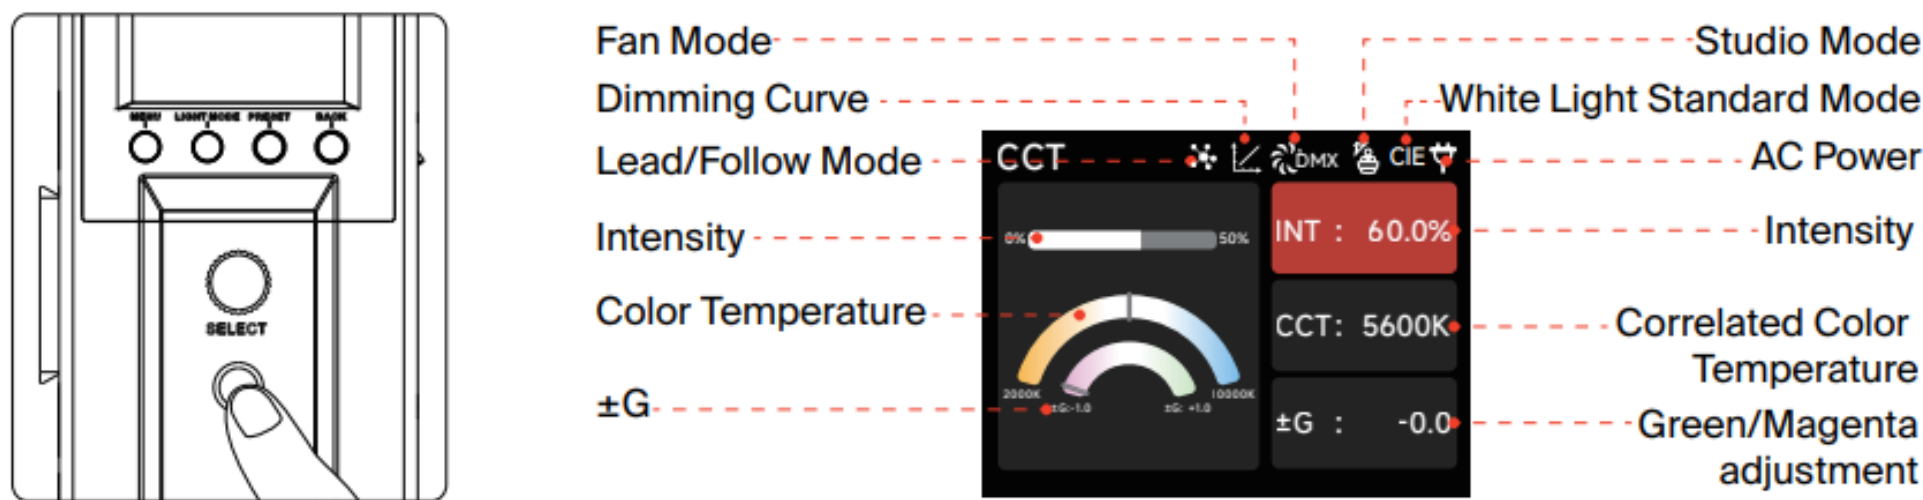 MENU LIGHT MODE PRESET BACK
SELECT
Fan Mode
Dimming Curve
Lead/Follow Mode
Intensity
Color Temperature
±G
CCT DMX CIE
0% 50%
2000K 10000K
±G:-1.0 ±G: +1.0
INT : 60.0%
CCT: 5600K
±G : -0.0
Studio Mode
White Light Standard Mode
AC Power
Intensity
Correlated Color
Temperature
Green/Magenta
adjustment